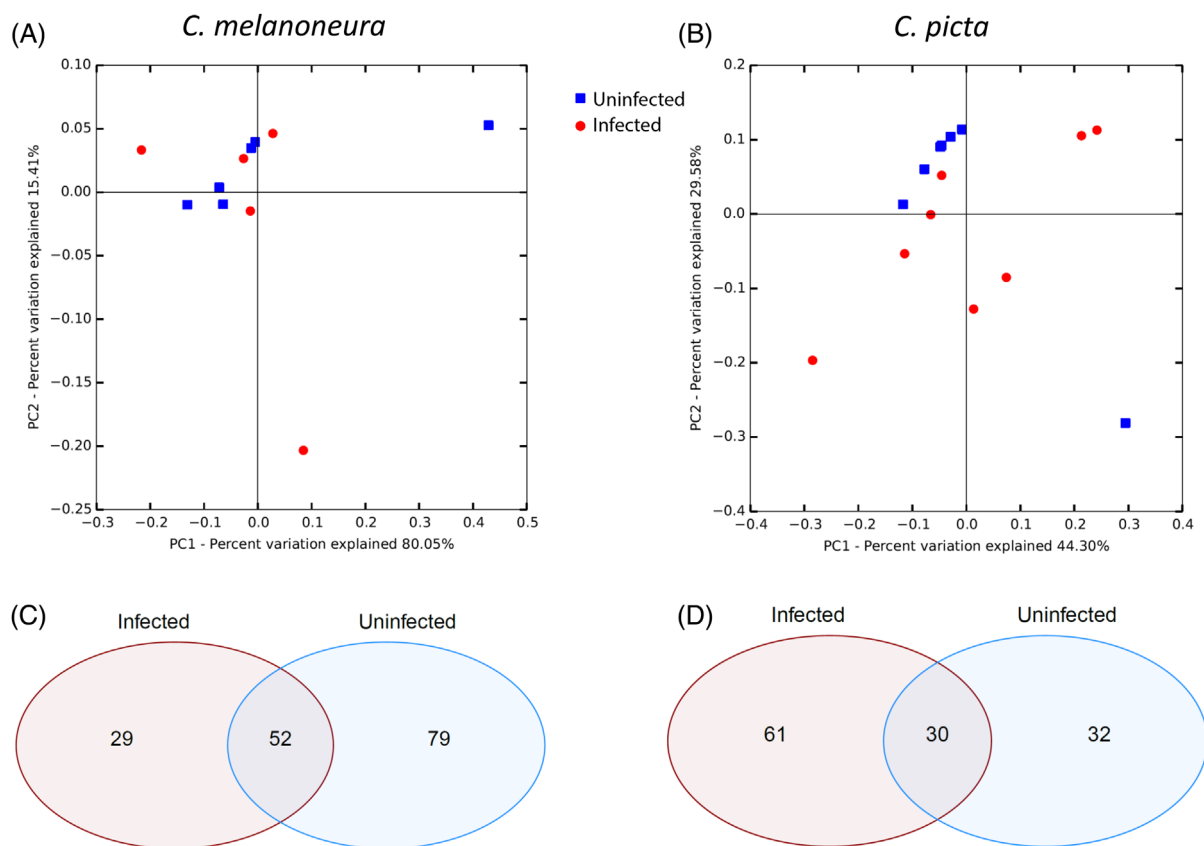 (A)
C. melanoneura
(B)
C. picta
Uninfected
Infected
0.10
0.05
0.00
−0.05
−0.10
−0.15
−0.20
−0.25
PC2 - Percent variation explained 15.41%
−0.3
−0.2
−0.1
0.0
0.1
0.2
0.3
0.4
0.5
PC1 - Percent variation explained 80.05%
0.2
0.1
0.0
−0.1
−0.2
−0.3
−0.4
PC2 - Percent variation explained 29.58%
−0.4
−0.3
−0.2
−0.1
0.0
0.1
0.2
0.3
0.4
PC1 - Percent variation explained 44.30%
(C)
Infected
Uninfected
29
52
79
(D)
Infected
Uninfected
61
30
32